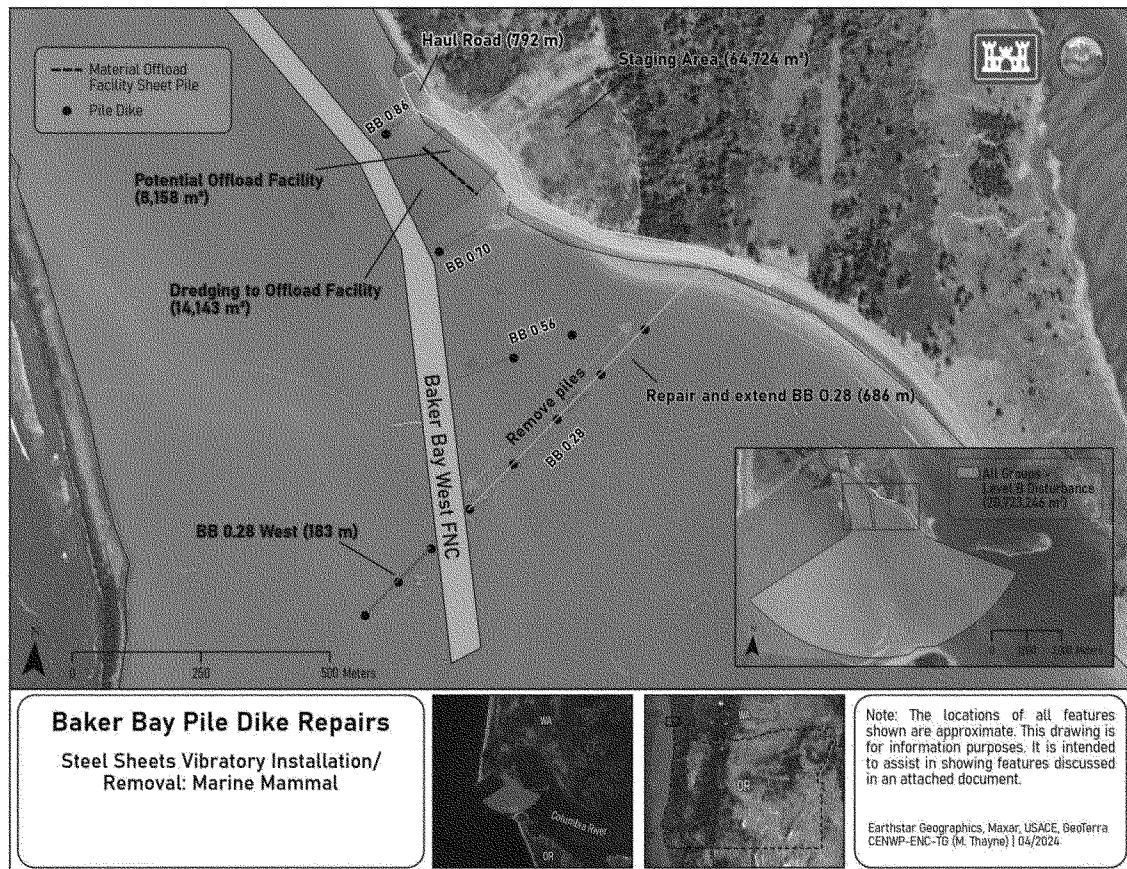 Haul Road (792 m)
Staging Area (64,724 m²)
Material Offload
Facility Sheet Pile
Pile Dike
BB 0.86
Potential Offload Facility
(8,158 m²)
BB 0.70
Dredging to Offload Facility
(14,143 m²)
BB 0.56
Remove piles
Repair and extend BB 0.28 (686 m)
BB 0.28
Baker Bay West FNC
BB 0.28 West (183 m)
All Groups -
Level B Disturbance
N
0 250 500 Meters
N
0
Baker Bay Pile Dike Repairs
Steel Sheets Vibratory Installation/
Removal: Marine Mammal
WA
Columbia River
OR
WA
OR
Note: The locations of all features
shown are approximate. This drawing is
for information purposes. It is intended
to assist in showing features discussed
in an attached document.
Earthstar Geographics, Maxar, USACE, GeoTerra
CENWP-ENC-TG (M. Thayne) | 04/2024